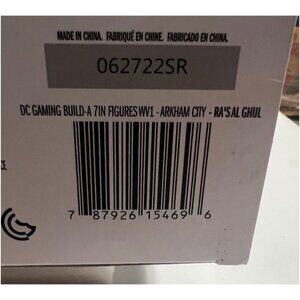 MADE IN CHINA. FABRIQUÉ EN CHINE. FABRICADO EN CHINA.
062722SR
DC GAMING BUILD-A 7IN FIGURES WV1 - ARKHAM CITY - RA'S AL GHUL
7 87926 15469 6